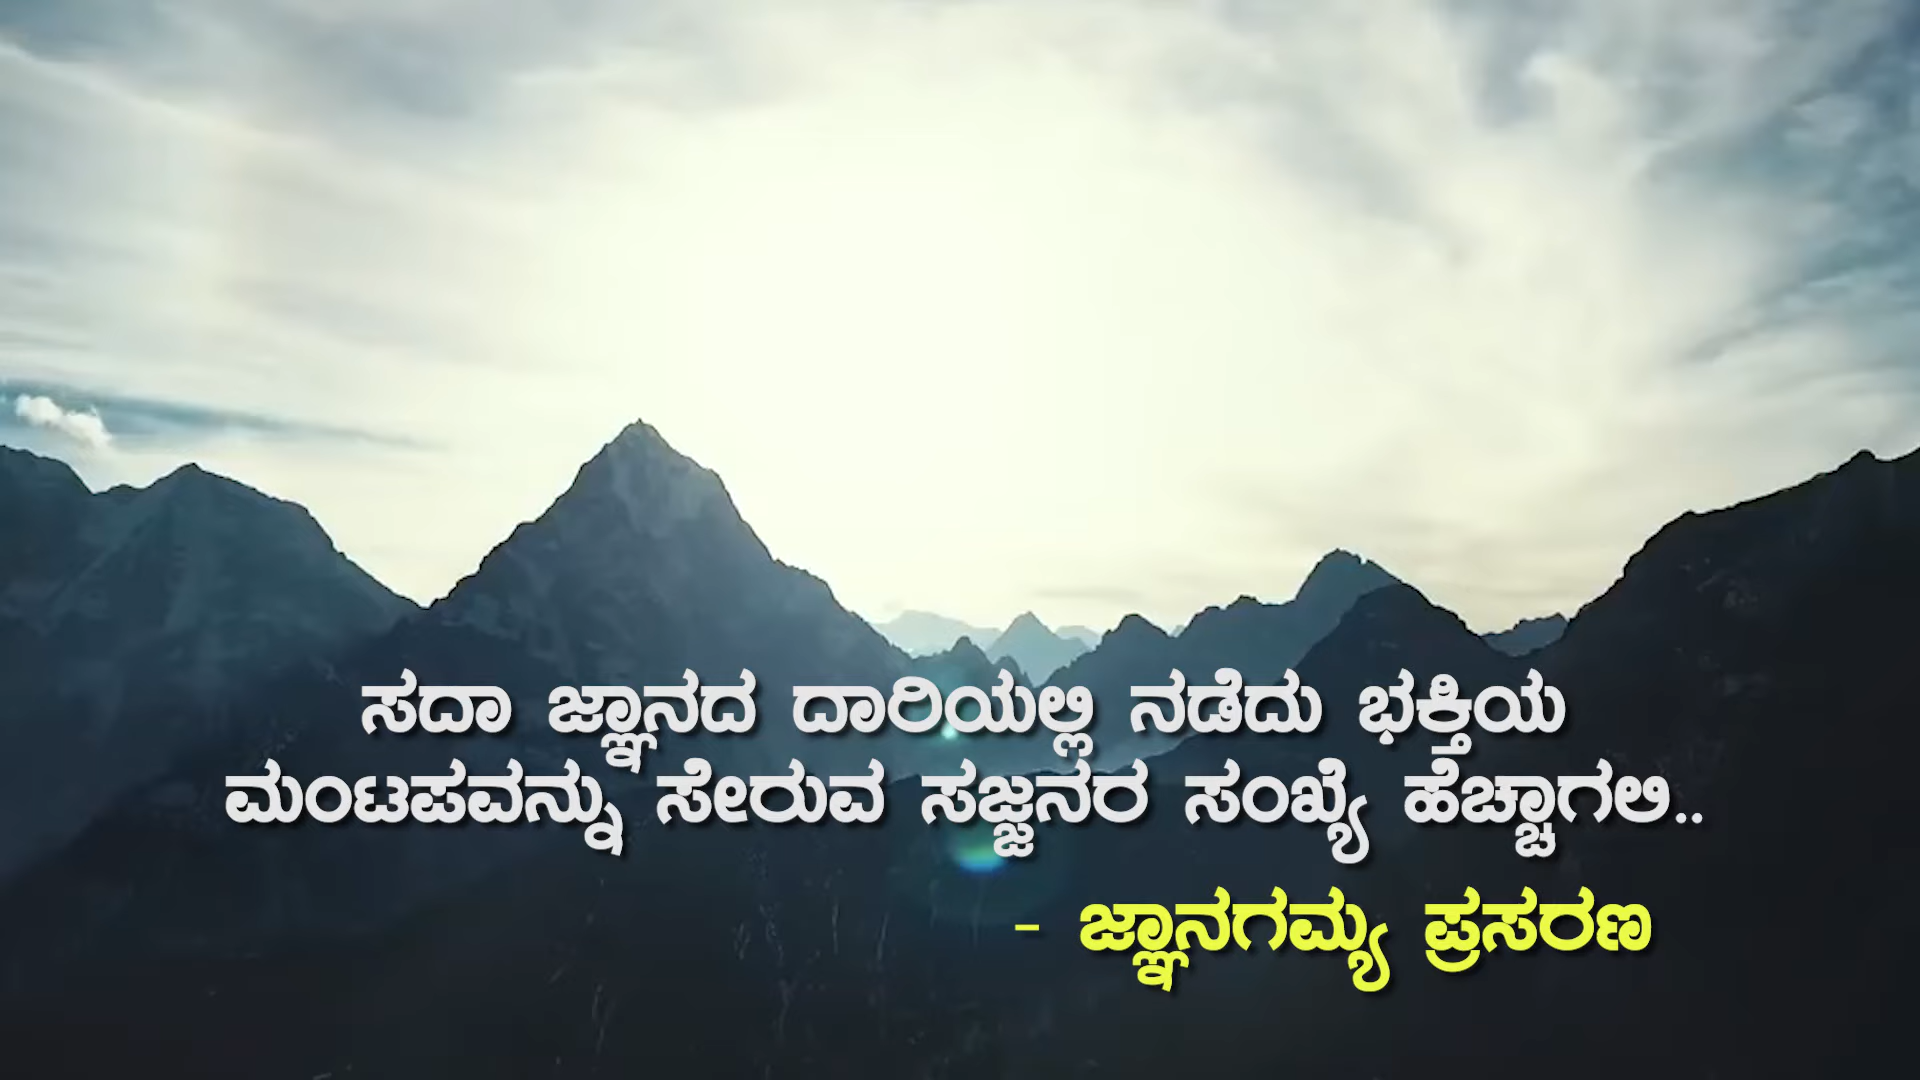 ಸದಾ ಜ್ಞಾನದ ದಾರಿಯಲ್ಲಿ ನಡೆದು ಭಕ್ತಿಯ
ಮಂಟಪವನ್ನು ಸೇರುವ ಸಜ್ಜನರ ಸಂಖ್ಯೆ ಹೆಚ್ಚಾಗಲಿ..
- ಜ್ಞಾನಗಮ್ಯ ಪ್ರಸರಣ